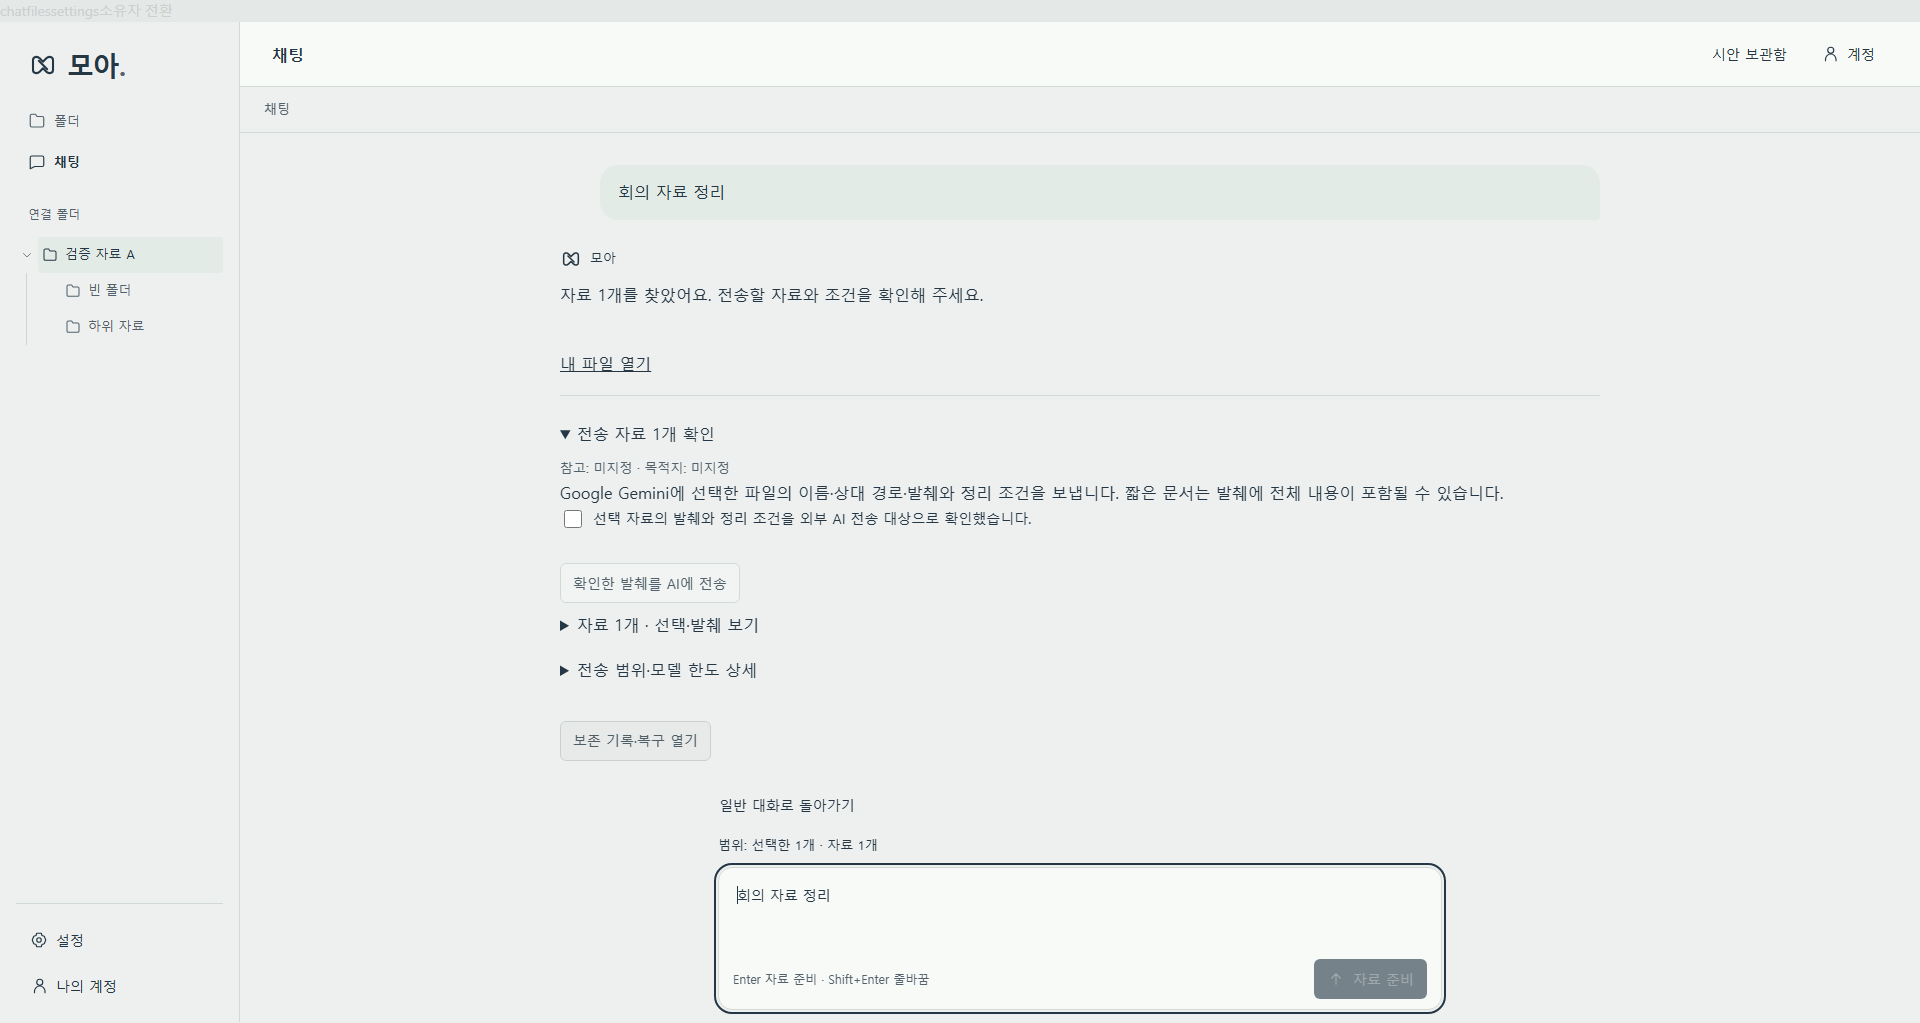 chatfilessettings소유자 전환
모아.
폴더
채팅
연결 폴더
검증 자료 A
빈 폴더
하위 자료
설정
나의 계정
채팅
시안 보관함
계정
채팅
회의 자료 정리
모아
자료 1개를 찾았어요. 전송할 자료와 조건을 확인해 주세요.
내 파일 열기
▼ 전송 자료 1개 확인
참고: 미지정 · 목적지: 미지정
Google Gemini에 선택한 파일의 이름·상대 경로·발췌와 정리 조건을 보냅니다. 짧은 문서는 발췌에 전체 내용이 포함될 수 있습니다.
선택 자료의 발췌와 정리 조건을 외부 AI 전송 대상으로 확인했습니다.
확인한 발췌를 AI에 전송
▶ 자료 1개 · 선택·발췌 보기
▶ 전송 범위·모델 한도 상세
보존 기록·복구 열기
일반 대화로 돌아가기
범위: 선택한 1개 · 자료 1개
회의 자료 정리
Enter 자료 준비 · Shift+Enter 줄바꿈
↑ 자료 준비